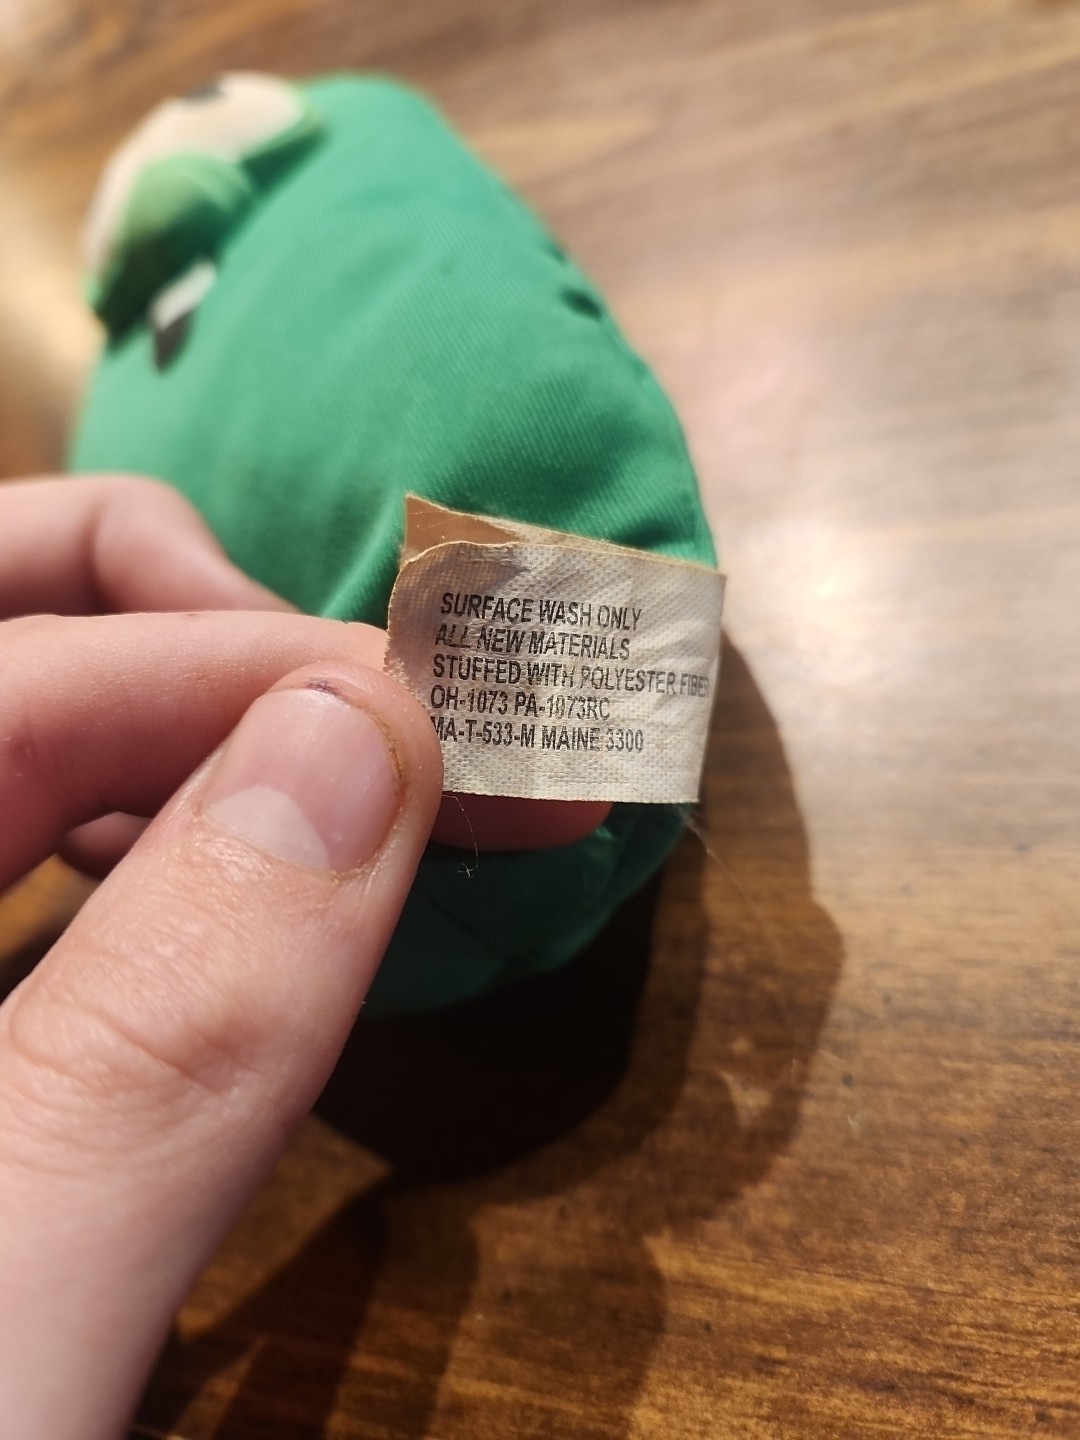 SURFACE WASH ONLY
ALL NEW MATERIALS
STUFFED WITH POLYESTER FIBER
OH-1073 PA-1073RC
MA-T-533-M MAINE 3300